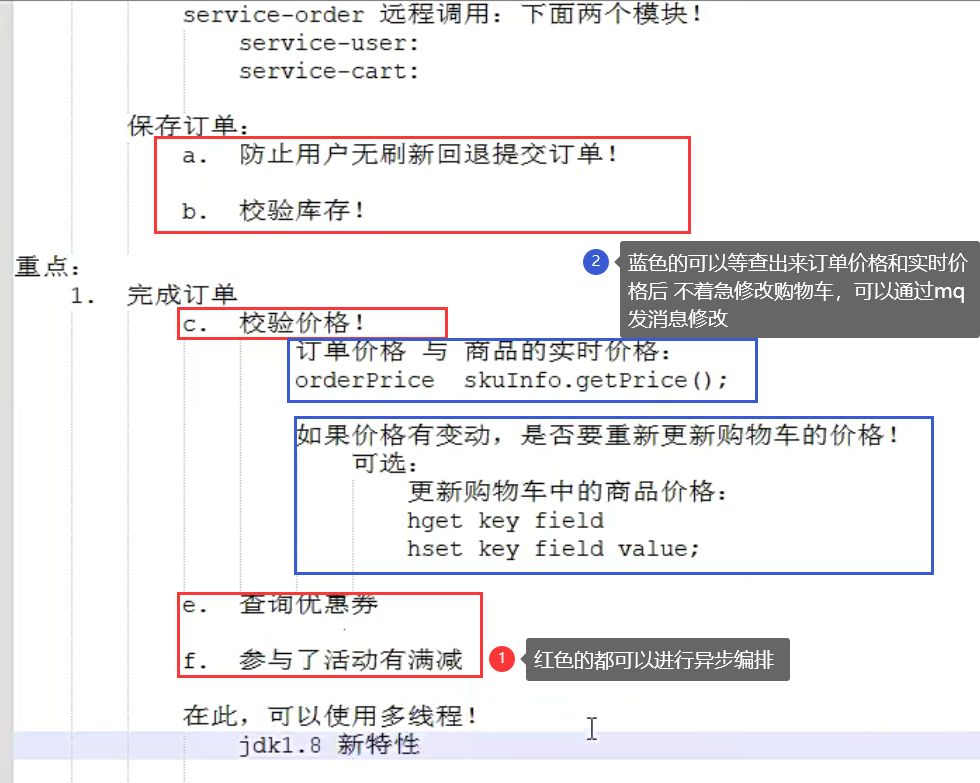 service-order 远程调用: 下面两个模块!
service-user:
service-cart:
保存订单:
a. 防止用户无刷新回退提交订单!
b. 校验库存!
重点:
1. 完成订单
c. 校验价格!
订单价格 与 商品的实时价格:
orderPrice skuInfo.getPrice();
2
蓝色的可以等查出来订单价格和实时价
格后 不着急修改购物车，可以通过mq
发消息修改
如果价格有变动, 是否要重新更新购物车的价格!
可选:
更新购物车中的商品价格:
hget key field
hset key field value;
e. 查询优惠券
f. 参与了活动有满减
1
红色的都可以进行异步编排
在此, 可以使用多线程!
jdk1.8 新特性